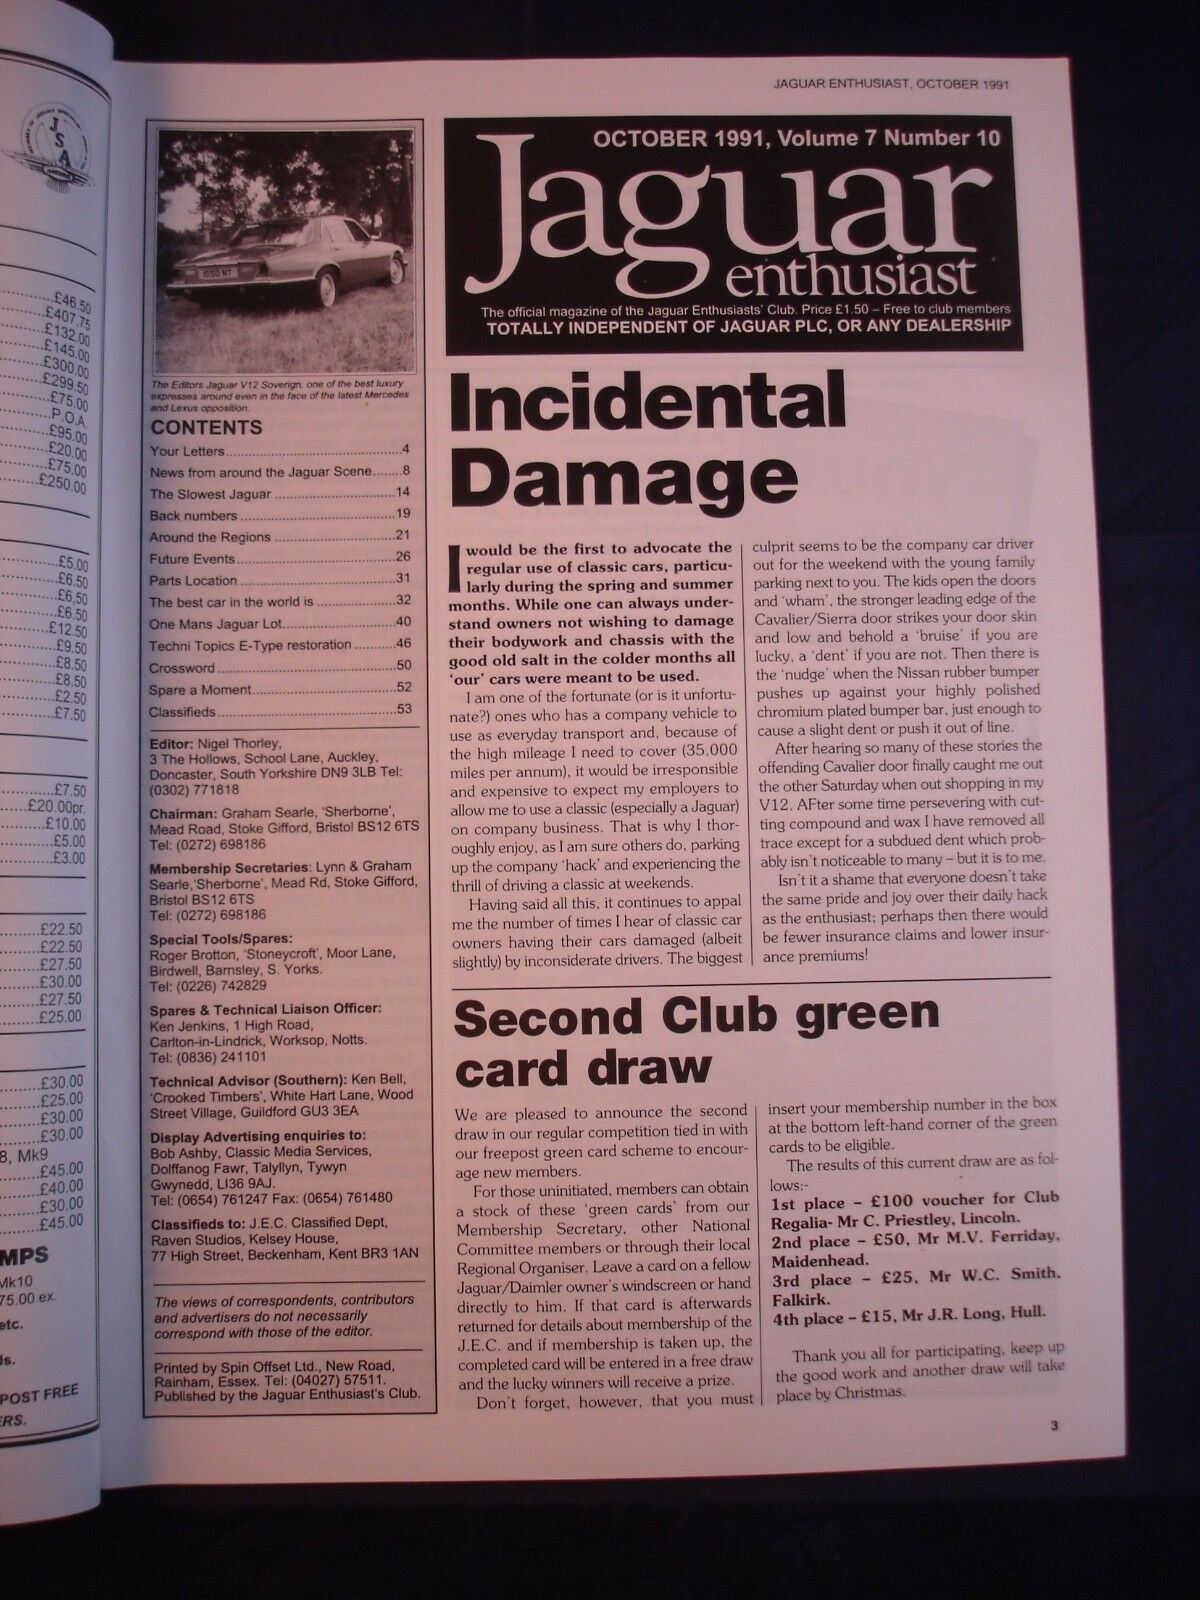 JSA
£46.50
£407.75
£132.00
£145.00
£300.00
£299.50
£75.00
P.O.A.
£95.00
£20.00
£75.00
£250.00
£5.00
£6.50
£6,50
£6.50
£12.50
£9.50
£8.50
£8.50
£2.50
£7.50
£7.50
£20.00pr.
£10.00
£5.00
£3.00
£22.50
£22.50
£27.50
£30.00
£27.50
£25.00
£30.00
£25.00
£30.00
£30.00
8, Mk9
£45.00
£40.00
£30.00
£45.00
MPS
Mk10
75.00 ex.
etc.
ds.
POST FREE
ERS.
JAGUAR ENTHUSIAST, OCTOBER 1991
The Editors Jaguar V12 Soverign, one of the best luxury
expresses around even in the face of the latest Mercedes
and Lexus opposition.
CONTENTS
Your Letters................4
News from around the Jaguar Scene........8
The Slowest Jaguar ................14
Back numbers ................19
Around the Regions ................21
Future Events ................26
Parts Location ................31
The best car in the world is ................32
One Mans Jaguar Lot................40
Techni Topics E-Type restoration ..........46
Crossword ................50
Spare a Moment................52
Classifieds ................53
Editor: Nigel Thorley,
3 The Hollows, School Lane, Auckley,
Doncaster, South Yorkshire DN9 3LB Tel:
(0302) 771818
Chairman: Graham Searle, 'Sherborne',
Mead Road, Stoke Gifford, Bristol BS12 6TS
Tel: (0272) 698186
Membership Secretaries: Lynn & Graham
Searle,'Sherborne', Mead Rd, Stoke Gifford,
Bristol BS12 6TS
Tel: (0272) 698186
Special Tools/Spares:
Roger Brotton, 'Stoneycroft', Moor Lane,
Birdwell, Barnsley, S. Yorks.
Tel: (0226) 742829
Spares & Technical Liaison Officer:
Ken Jenkins, 1 High Road,
Carlton-in-Lindrick, Worksop, Notts.
Tel: (0836) 241101
Technical Advisor (Southern): Ken Bell,
'Crooked Timbers', White Hart Lane, Wood
Street Village, Guildford GU3 3EA
Display Advertising enquiries to:
Bob Ashby, Classic Media Services,
Dolffanog Fawr, Talyllyn, Tywyn
Gwynedd, LI36 9AJ.
Tel: (0654) 761247 Fax: (0654) 761480
Classifieds to: J.E.C. Classified Dept,
Raven Studios, Kelsey House,
77 High Street, Beckenham, Kent BR3 1AN
The views of correspondents, contributors
and advertisers do not necessarily
correspond with those of the editor.
Printed by Spin Offset Ltd., New Road,
Rainham, Essex. Tel: (04027) 57511.
Published by the Jaguar Enthusiast's Club.
OCTOBER 1991, Volume 7 Number 10
Jaguar
enthusiast
The official magazine of the Jaguar Enthusiasts' Club. Price £1.50 – Free to club members
TOTALLY INDEPENDENT OF JAGUAR PLC, OR ANY DEALERSHIP
Incidental
Damage
I would be the first to advocate the
regular use of classic cars, particu-
larly during the spring and summer
months. While one can always under-
stand owners not wishing to damage
their bodywork and chassis with the
good old salt in the colder months all
'our' cars were meant to be used.
I am one of the fortunate (or is it unfortu-
nate?) ones who has a company vehicle to
use as everyday transport and, because of
the high mileage I need to cover (35,000
miles per annum), it would be irresponsible
and expensive to expect my employers to
allow me to use a classic (especially a Jaguar)
on company business. That is why I thor-
oughly enjoy, as I am sure others do, parking
up the company 'hack' and experiencing the
thrill of driving a classic at weekends.
Having said all this, it continues to appal
me the number of times I hear of classic car
owners having their cars damaged (albeit
slightly) by inconsiderate drivers. The biggest
culprit seems to be the company car driver
out for the weekend with the young family
parking next to you. The kids open the doors
and 'wham', the stronger leading edge of the
Cavalier/Sierra door strikes your door skin
and low and behold a 'bruise' if you are
lucky, a 'dent' if you are not. Then there is
the 'nudge' when the Nissan rubber bumper
pushes up against your highly polished
chromium plated bumper bar, just enough to
cause a slight dent or push it out of line.
After hearing so many of these stories the
offending Cavalier door finally caught me out
the other Saturday when out shopping in my
V12. AFter some time persevering with cut-
ting compound and wax I have removed all
trace except for a subdued dent which prob-
ably isn't noticeable to many – but it is to me.
Isn't it a shame that everyone doesn't take
the same pride and joy over their daily hack
as the enthusiast; perhaps then there would
be fewer insurance claims and lower insur-
ance premiums!
Second Club green
card draw
We are pleased to announce the second
draw in our regular competition tied in with
our freepost green card scheme to encour-
age new members.
For those uninitiated, members can obtain
a stock of these 'green cards' from our
Membership Secretary, other National
Committee members or through their local
Regional Organiser. Leave a card on a fellow
Jaguar/Daimler owner's windscreen or hand
directly to him. If that card is afterwards
returned for details about membership of the
J.E.C. and if membership is taken up, the
completed card will be entered in a free draw
and the lucky winners will receive a prize.
Don't forget, however, that you must
insert your membership number in the box
at the bottom left-hand corner of the green
cards to be eligible.
The results of this current draw are as fol-
lows:-
1st place – £100 voucher for Club
Regalia- Mr C. Priestley, Lincoln.
2nd place – £50, Mr M.V. Ferriday,
Maidenhead.
3rd place – £25, Mr W.C. Smith,
Falkirk.
4th place – £15, Mr J.R. Long, Hull.
Thank you all for participating, keep up
the good work and another draw will take
place by Christmas.
3